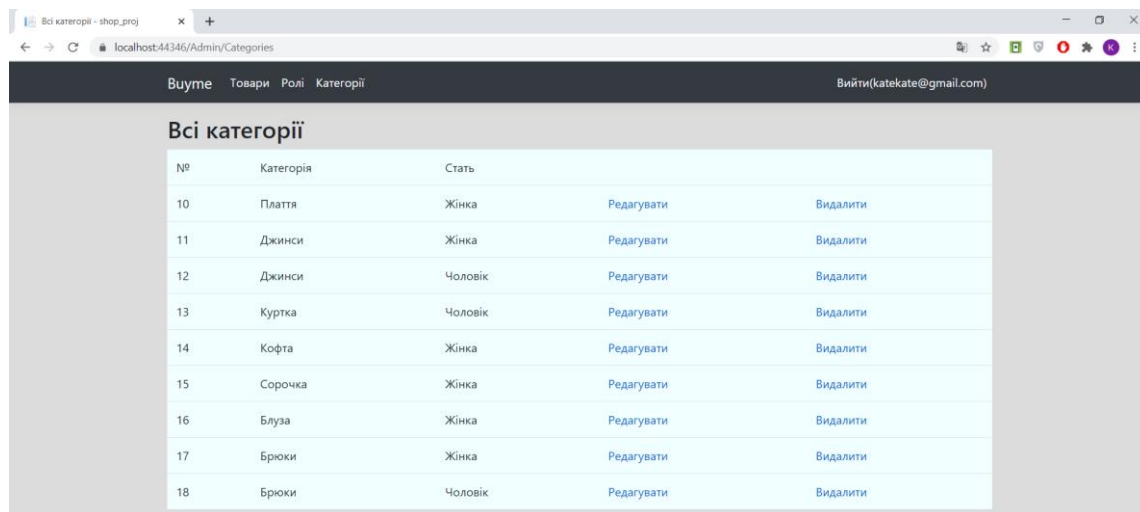 Всі категорії - shop_proj
localhost:44346/Admin/Categories
K
Buyme Товари Ролі Категорії Вийти(katekate@gmail.com)
Всі категорії
№ Категорія Стать
10 Плаття Жінка Редагувати Видалити
11 Джинси Жінка Редагувати Видалити
12 Джинси Чоловік Редагувати Видалити
13 Куртка Чоловік Редагувати Видалити
14 Кофта Жінка Редагувати Видалити
15 Сорочка Жінка Редагувати Видалити
16 Блуза Жінка Редагувати Видалити
17 Брюки Жінка Редагувати Видалити
18 Брюки Чоловік Редагувати Видалити